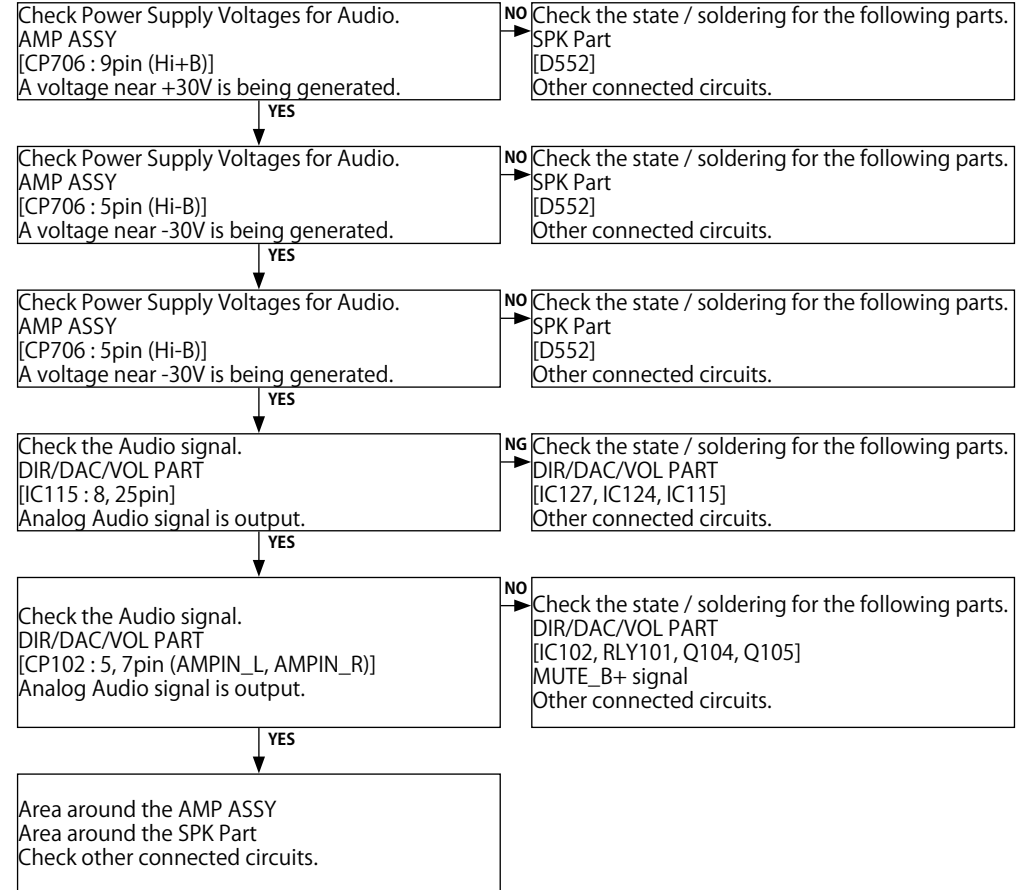 Check Power Supply Voltages for Audio.
AMP ASSY
[CP706 : 9pin (Hi+B)]
A voltage near +30V is being generated.
NO
Check the state / soldering for the following parts.
SPK Part
[D552]
Other connected circuits.
YES
Check Power Supply Voltages for Audio.
AMP ASSY
[CP706 : 5pin (Hi-B)]
A voltage near -30V is being generated.
NO
Check the state / soldering for the following parts.
SPK Part
[D552]
Other connected circuits.
YES
Check Power Supply Voltages for Audio.
AMP ASSY
[CP706 : 5pin (Hi-B)]
A voltage near -30V is being generated.
NO
Check the state / soldering for the following parts.
SPK Part
[D552]
Other connected circuits.
YES
Check the Audio signal.
DIR/DAC/VOL PART
[IC115 : 8, 25pin]
Analog Audio signal is output.
NG
Check the state / soldering for the following parts.
DIR/DAC/VOL PART
[IC127, IC124, IC115]
Other connected circuits.
YES
Check the Audio signal.
DIR/DAC/VOL PART
[CP102 : 5, 7pin (AMPIN_L, AMPIN_R)]
Analog Audio signal is output.
NO
Check the state / soldering for the following parts.
DIR/DAC/VOL PART
[IC102, RLY101, Q104, Q105]
MUTE_B+ signal
Other connected circuits.
YES
Area around the AMP ASSY
Area around the SPK Part
Check other connected circuits.